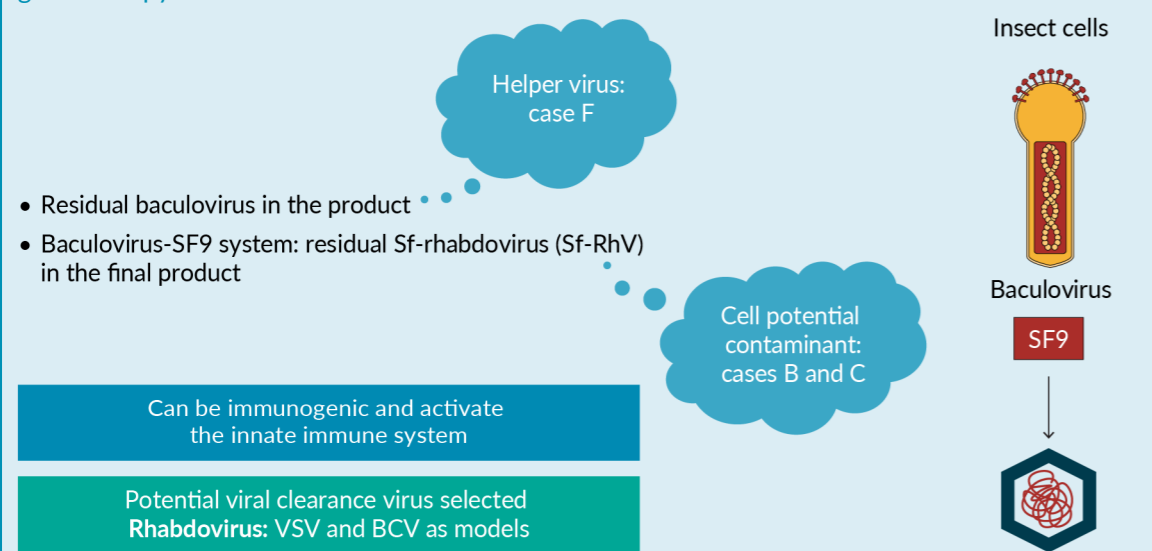 Insect cells
Helper virus:
case F
• Residual baculovirus in the product
• Baculovirus-SF9 system: residual Sf-rhabdovirus (Sf-RhV)
in the final product
Baculovirus
SF9
Cell potential
contaminant:
cases B and C
Can be immunogenic and activate
the innate immune system
Potential viral clearance virus selected
Rhabdovirus: VSV and BCV as models